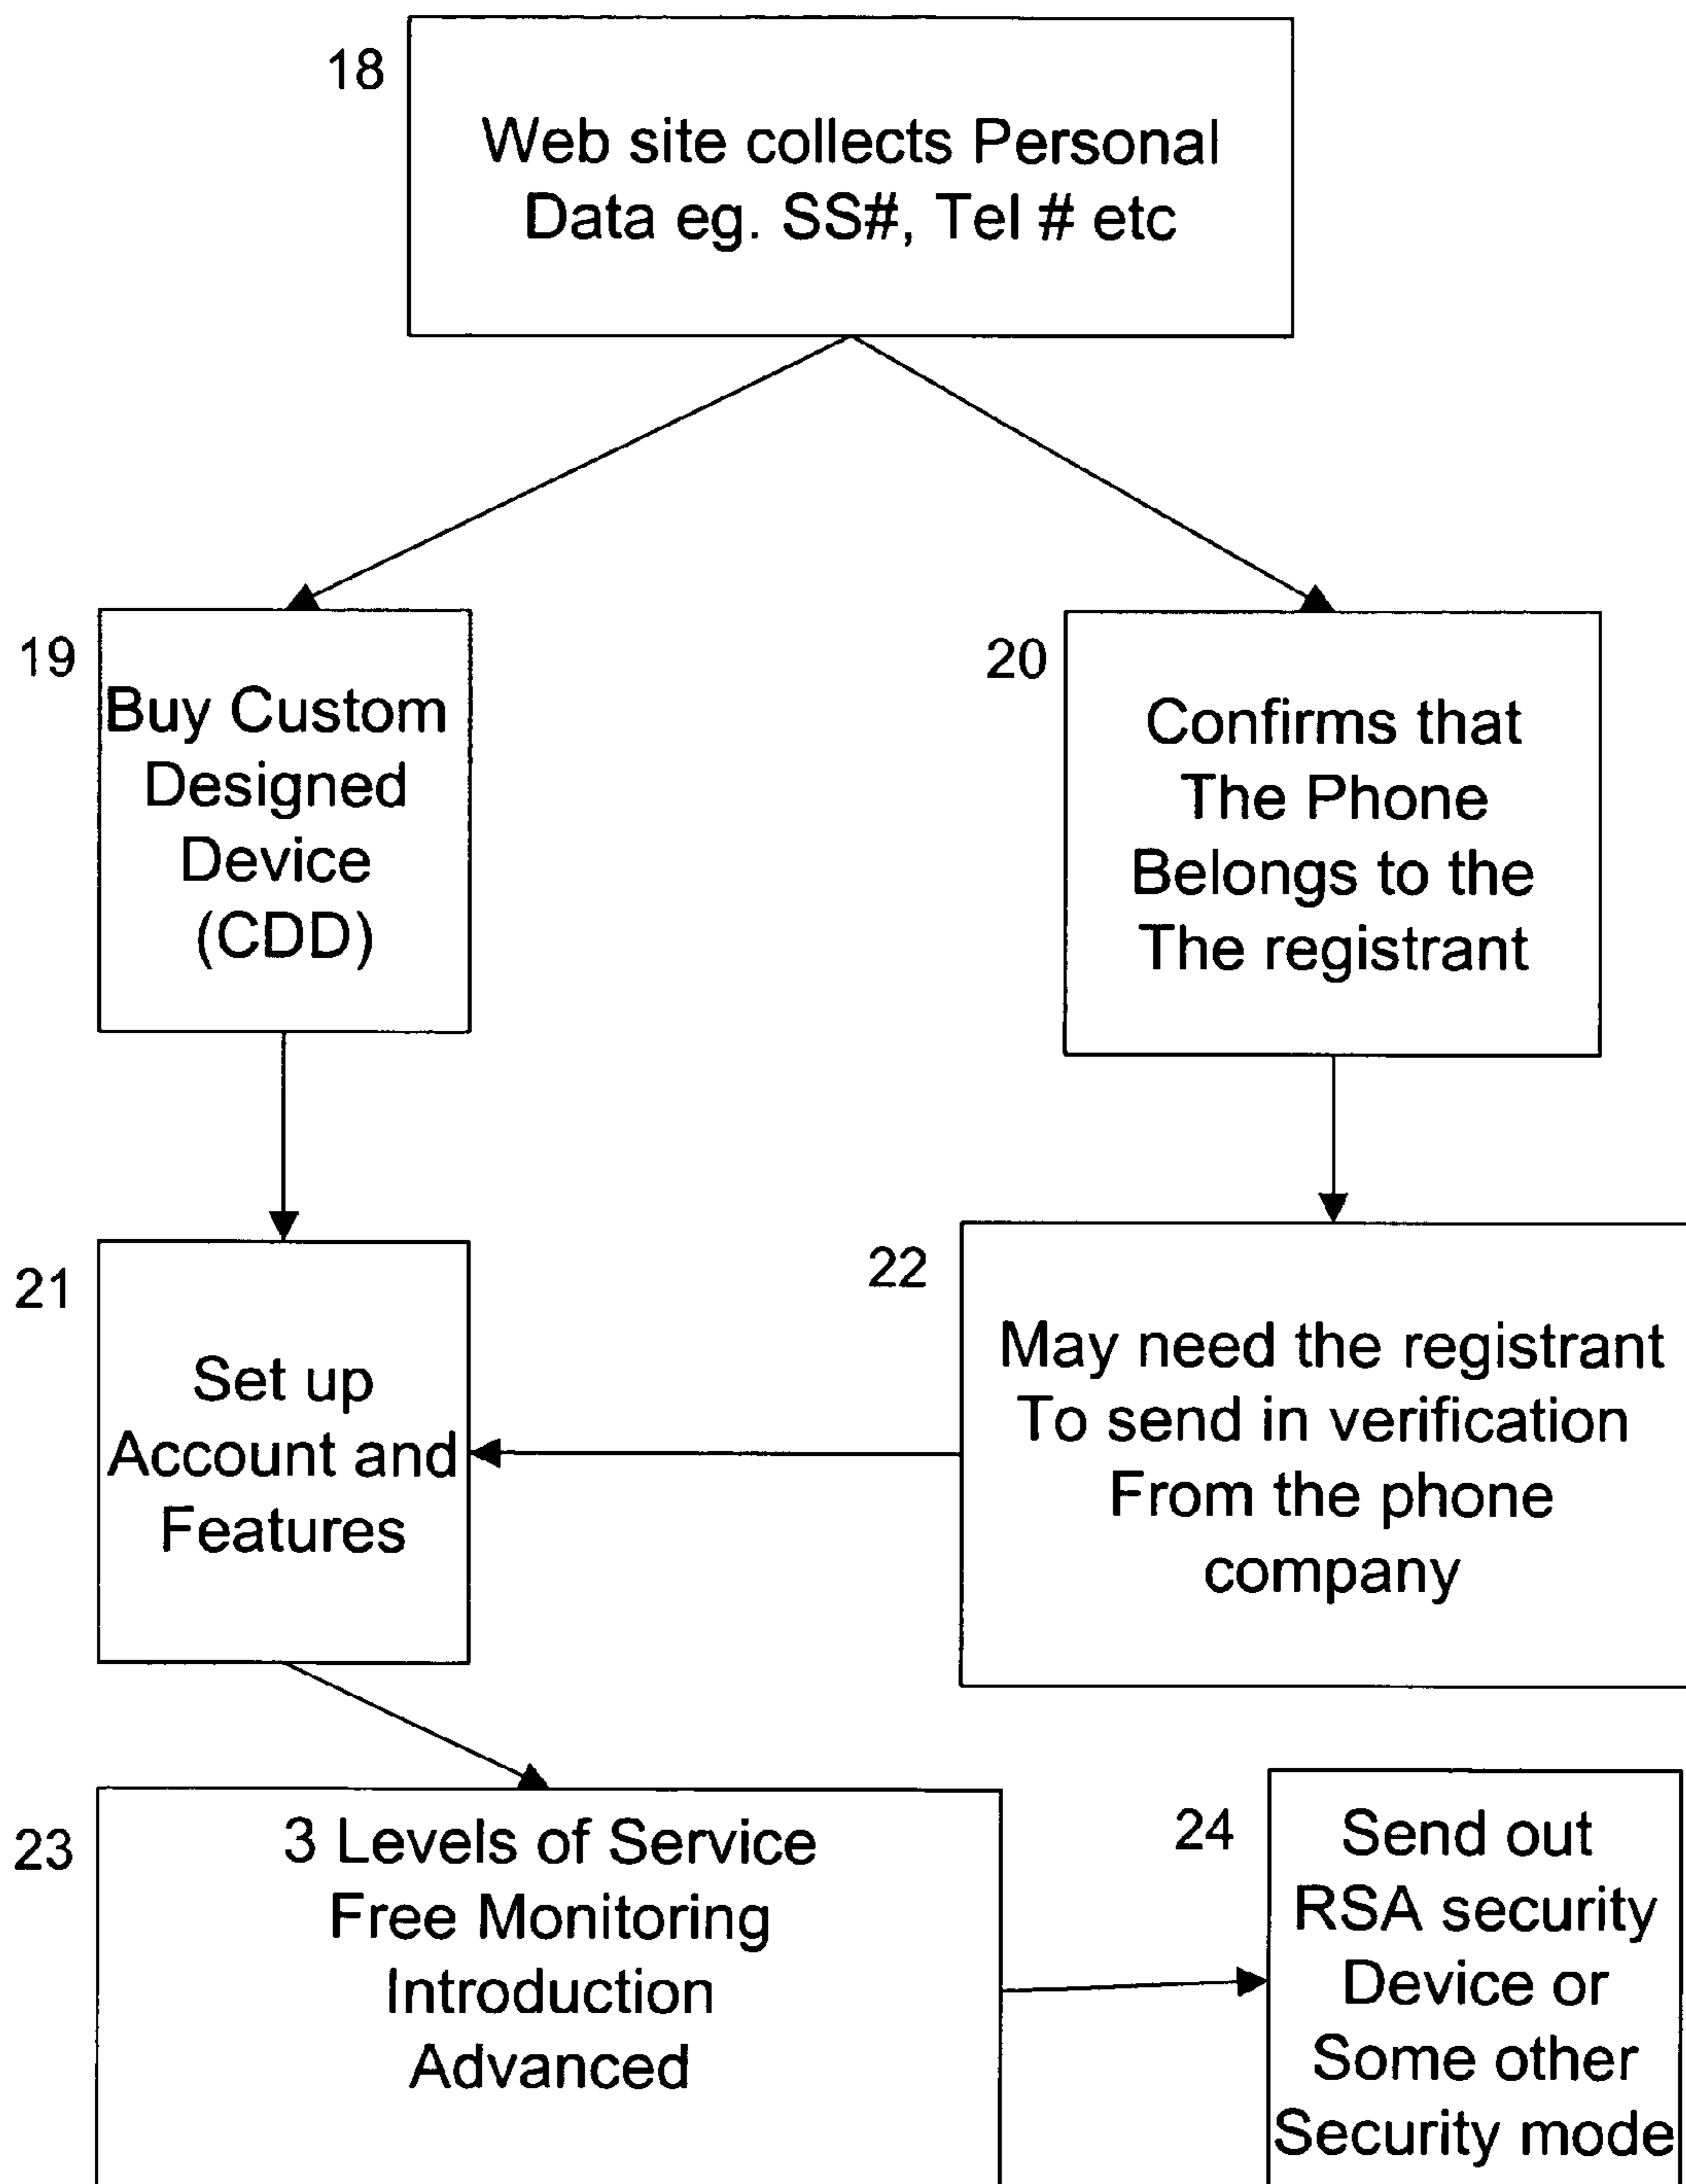 18
Web site collects Personal
Data eg. SS#, Tel # etc
19
Buy Custom
Designed
Device
(CDD)
20
Confirms that
The Phone
Belongs to the
The registrant
21
Set up
Account and
Features
22
May need the registrant
To send in verification
From the phone
company
23
3 Levels of Service
Free Monitoring
Introduction
Advanced
24
Send out
RSA security
Device or
Some other
Security mode